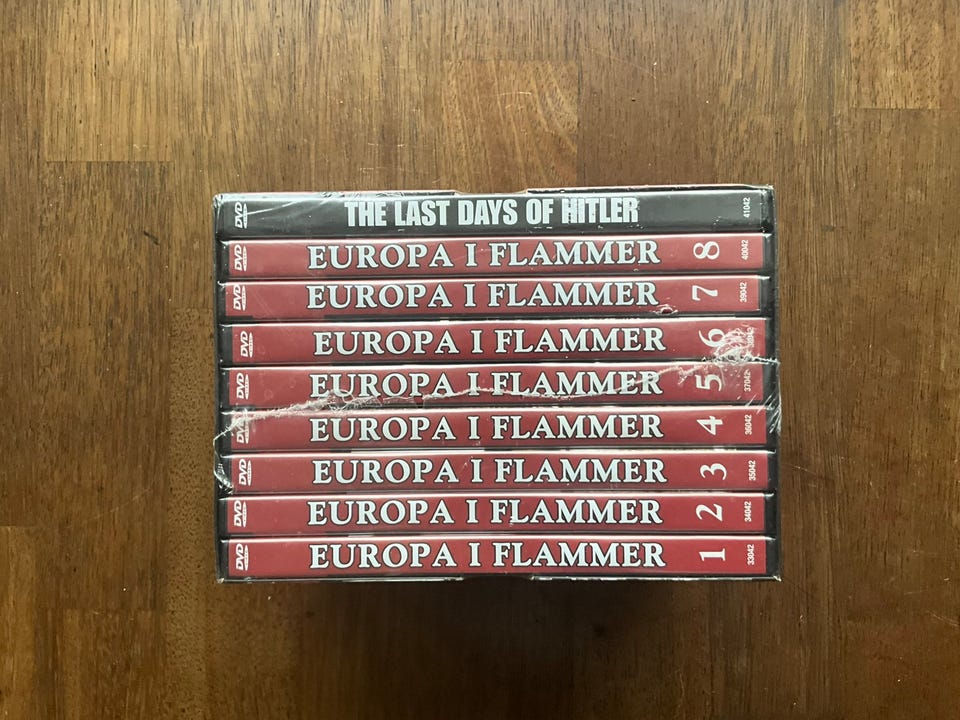 DVD THE LAST DAYS OF HITLER 41042
DVD EUROPA I FLAMMER 8 40042
DVD EUROPA I FLAMMER 7 39042
DVD EUROPA I FLAMMER 6
DVD EUROPA I FLAMMER 5 37042
DVD EUROPA I FLAMMER 4 36042
DVD EUROPA I FLAMMER 3 35042
DVD EUROPA I FLAMMER 2 34042
DVD EUROPA I FLAMMER 1 33042